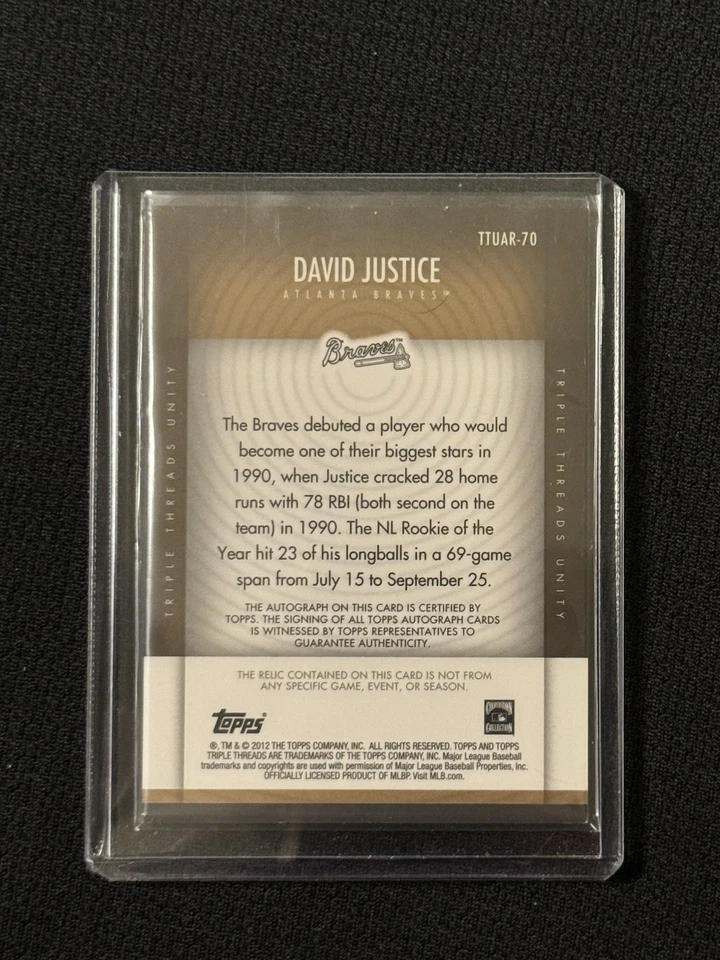 TTUAR-70
DAVID JUSTICE
ATLANTA BRAVES™
Braves™
TRIPLE THREADS UNITY
TRIPLE THREADS UNITY
The Braves debuted a player who would
become one of their biggest stars in
1990, when Justice cracked 28 home
runs with 78 RBI (both second on the
team) in 1990. The NL Rookie of the
Year hit 23 of his longballs in a 69-game
span from July 15 to September 25.
THE AUTOGRAPH ON THIS CARD IS CERTIFIED BY
TOPPS. THE SIGNING OF ALL TOPPS AUTOGRAPH CARDS
IS WITNESSED BY TOPPS REPRESENTATIVES TO
GUARANTEE AUTHENTICITY.
THE RELIC CONTAINED ON THIS CARD IS NOT FROM
ANY SPECIFIC GAME, EVENT, OR SEASON.
topps®
COOPERSTOWN
COLLECTION
®, TM & © 2012 THE TOPPS COMPANY, INC. ALL RIGHTS RESERVED. TOPPS AND TOPPS
TRIPLE THREADS ARE TRADEMARKS OF THE TOPPS COMPANY, INC. Major League Baseball
trademarks and copyrights are used with permission of Major League Baseball Properties, Inc.
OFFICIALLY LICENSED PRODUCT OF MLBP. Visit MLB.com.